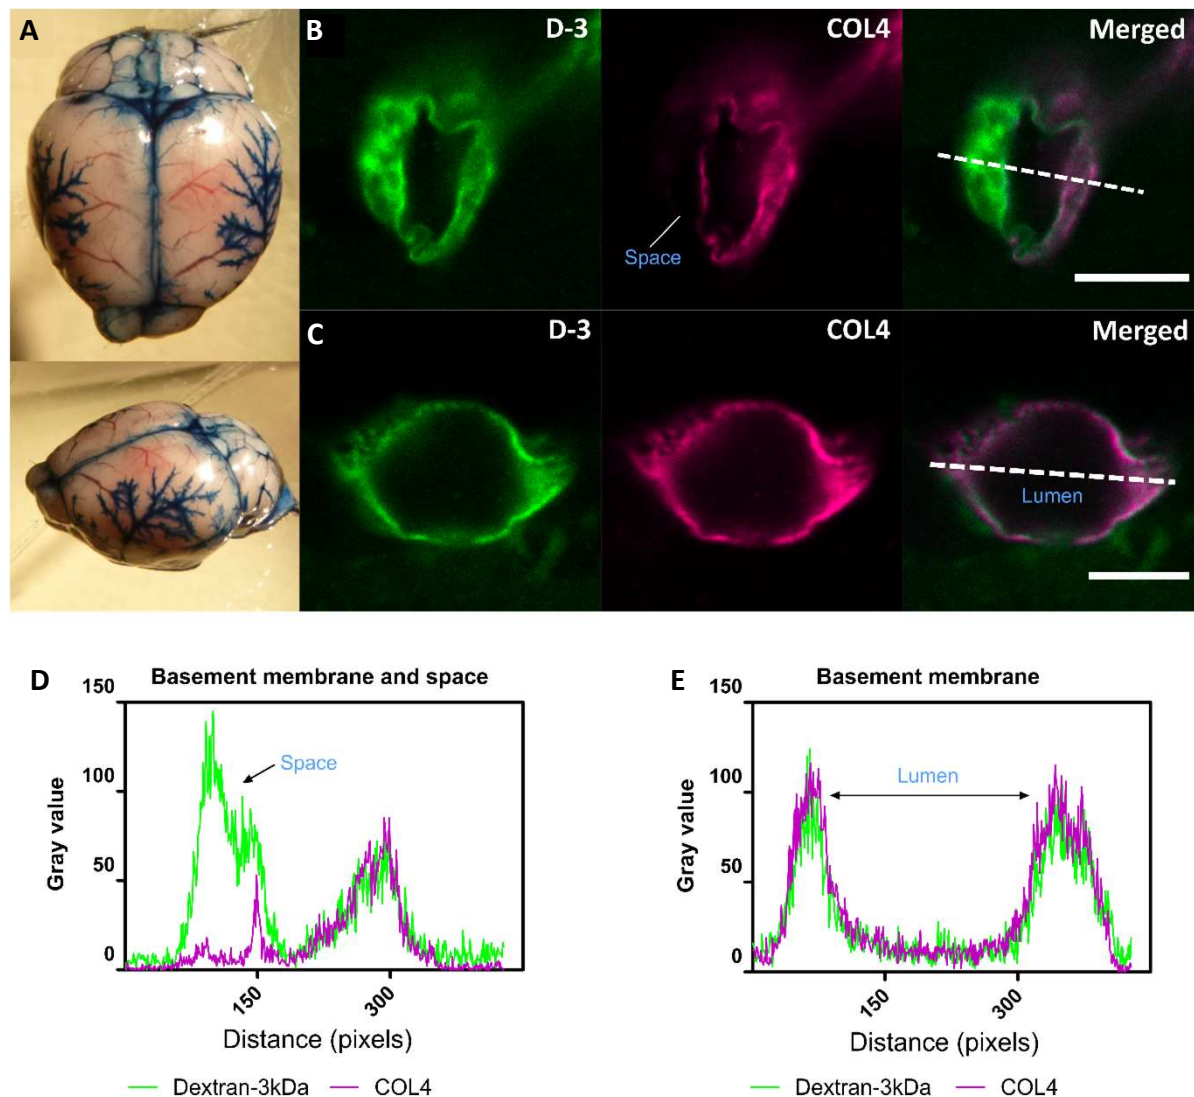 A
B
D-3
COL4
Merged
Space
C
D-3
COL4
Merged
Lumen
D
Basement membrane and space
150
100
50
0
Gray value
Space
150
300
Distance (pixels)
Dextran-3kDa
COL4
E
Basement membrane
150
100
50
0
Gray value
Lumen
150
300
Distance (pixels)
Dextran-3kDa
COL4